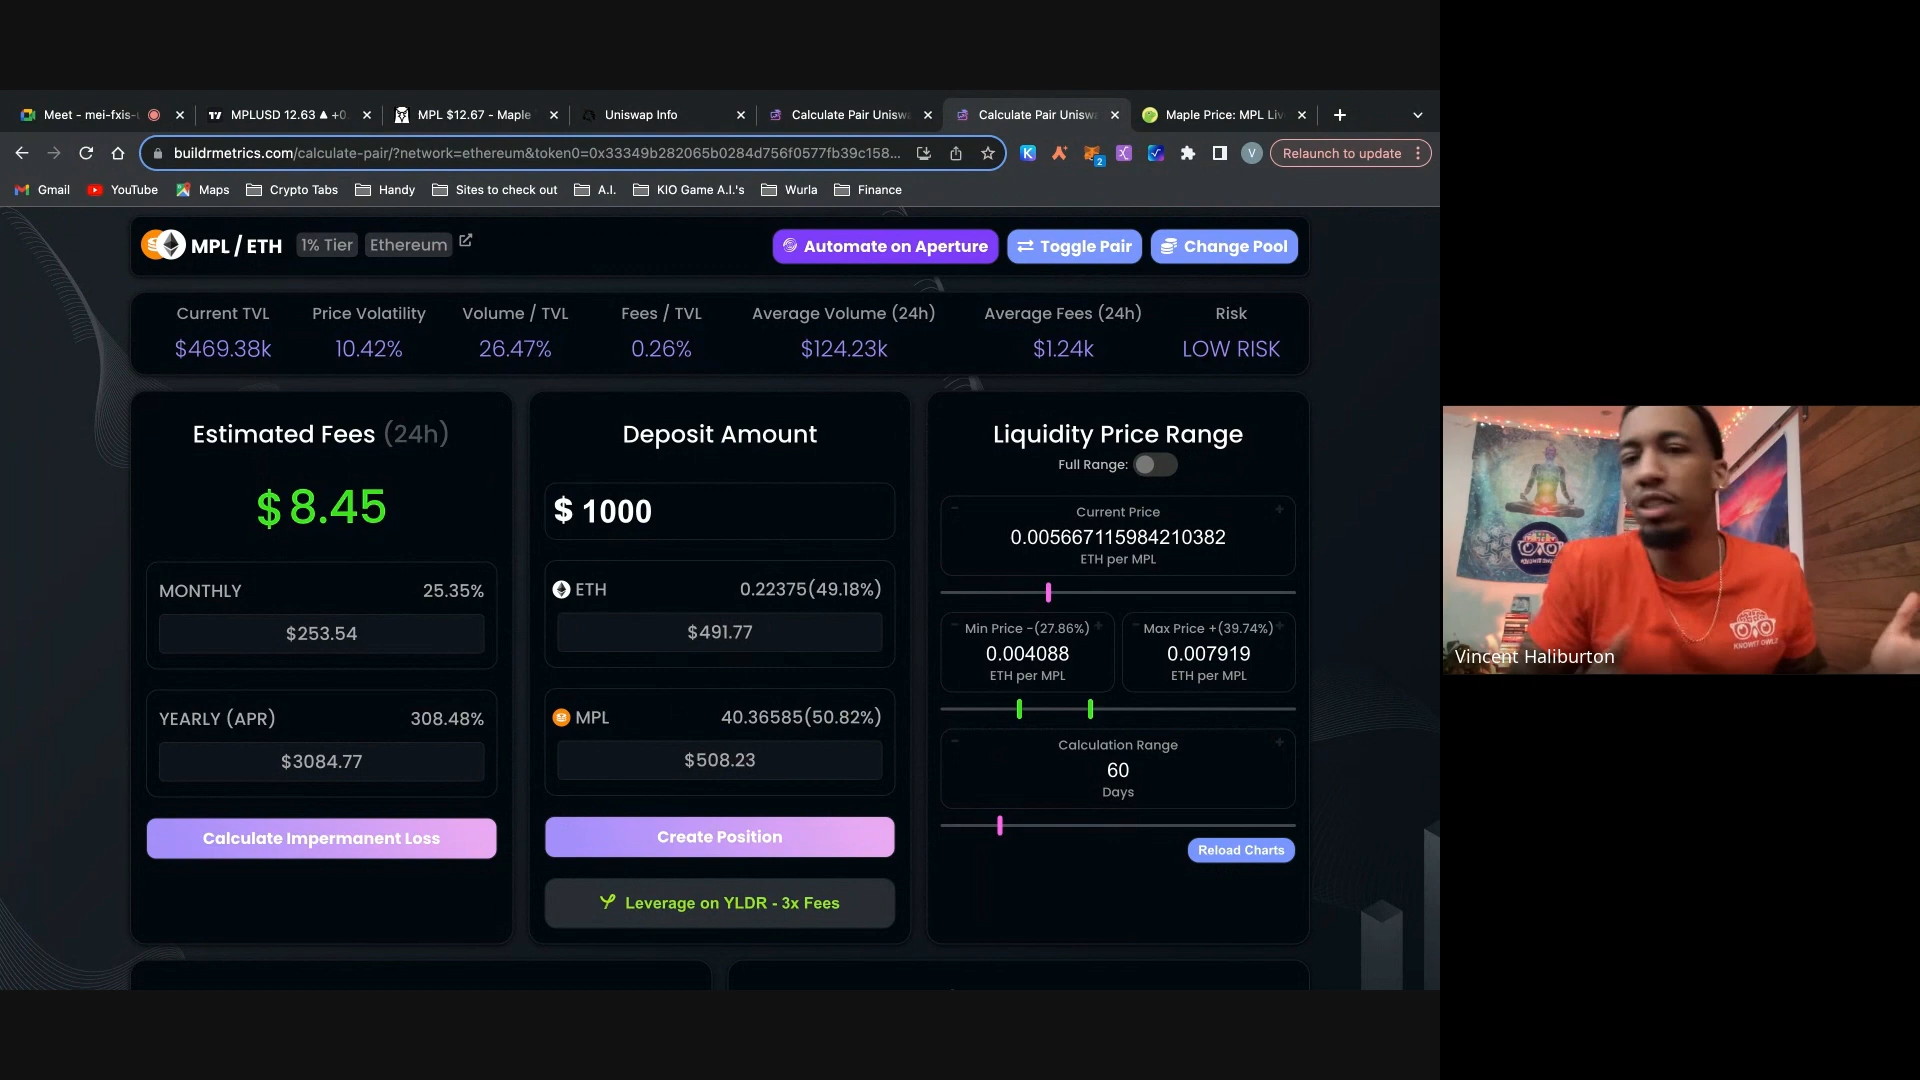 Meet - mei-fxis-
MPLUSD 12.63 ▲ +0
MPL $12.67 - Maple
Uniswap Info
Calculate Pair Uniswa
Calculate Pair Uniswa
Maple Price: MPL Liv
buildrmetrics.com/calculate-pair/?network=ethereum&token0=0x33349b282065b0284d756f0577fb39c158...
2
V
Relaunch to update
Gmail
YouTube
Maps
Crypto Tabs
Handy
Sites to check out
A.I.
KIO Game A.I.'s
Wurla
Finance
MPL / ETH
1% Tier
Ethereum
Automate on Aperture
Toggle Pair
Change Pool
Current TVL
$469.38k
Price Volatility
10.42%
Volume / TVL
26.47%
Fees / TVL
0.26%
Average Volume (24h)
$124.23k
Average Fees (24h)
$1.24k
Risk
LOW RISK
Estimated Fees (24h)
$8.45
MONTHLY
25.35%
$253.54
YEARLY (APR)
308.48%
$3084.77
Calculate Impermanent Loss
Deposit Amount
$ 1000
ETH
0.22375(49.18%)
$491.77
MPL
40.36585(50.82%)
$508.23
Create Position
Leverage on YLDR - 3x Fees
Liquidity Price Range
Full Range:
Current Price
0.005667115984210382
ETH per MPL
Min Price -(27.86%)
0.004088
ETH per MPL
Max Price +(39.74%)
0.007919
ETH per MPL
Calculation Range
60
Days
Reload Charts
KNOWIT OWLZ
Vincent Haliburton